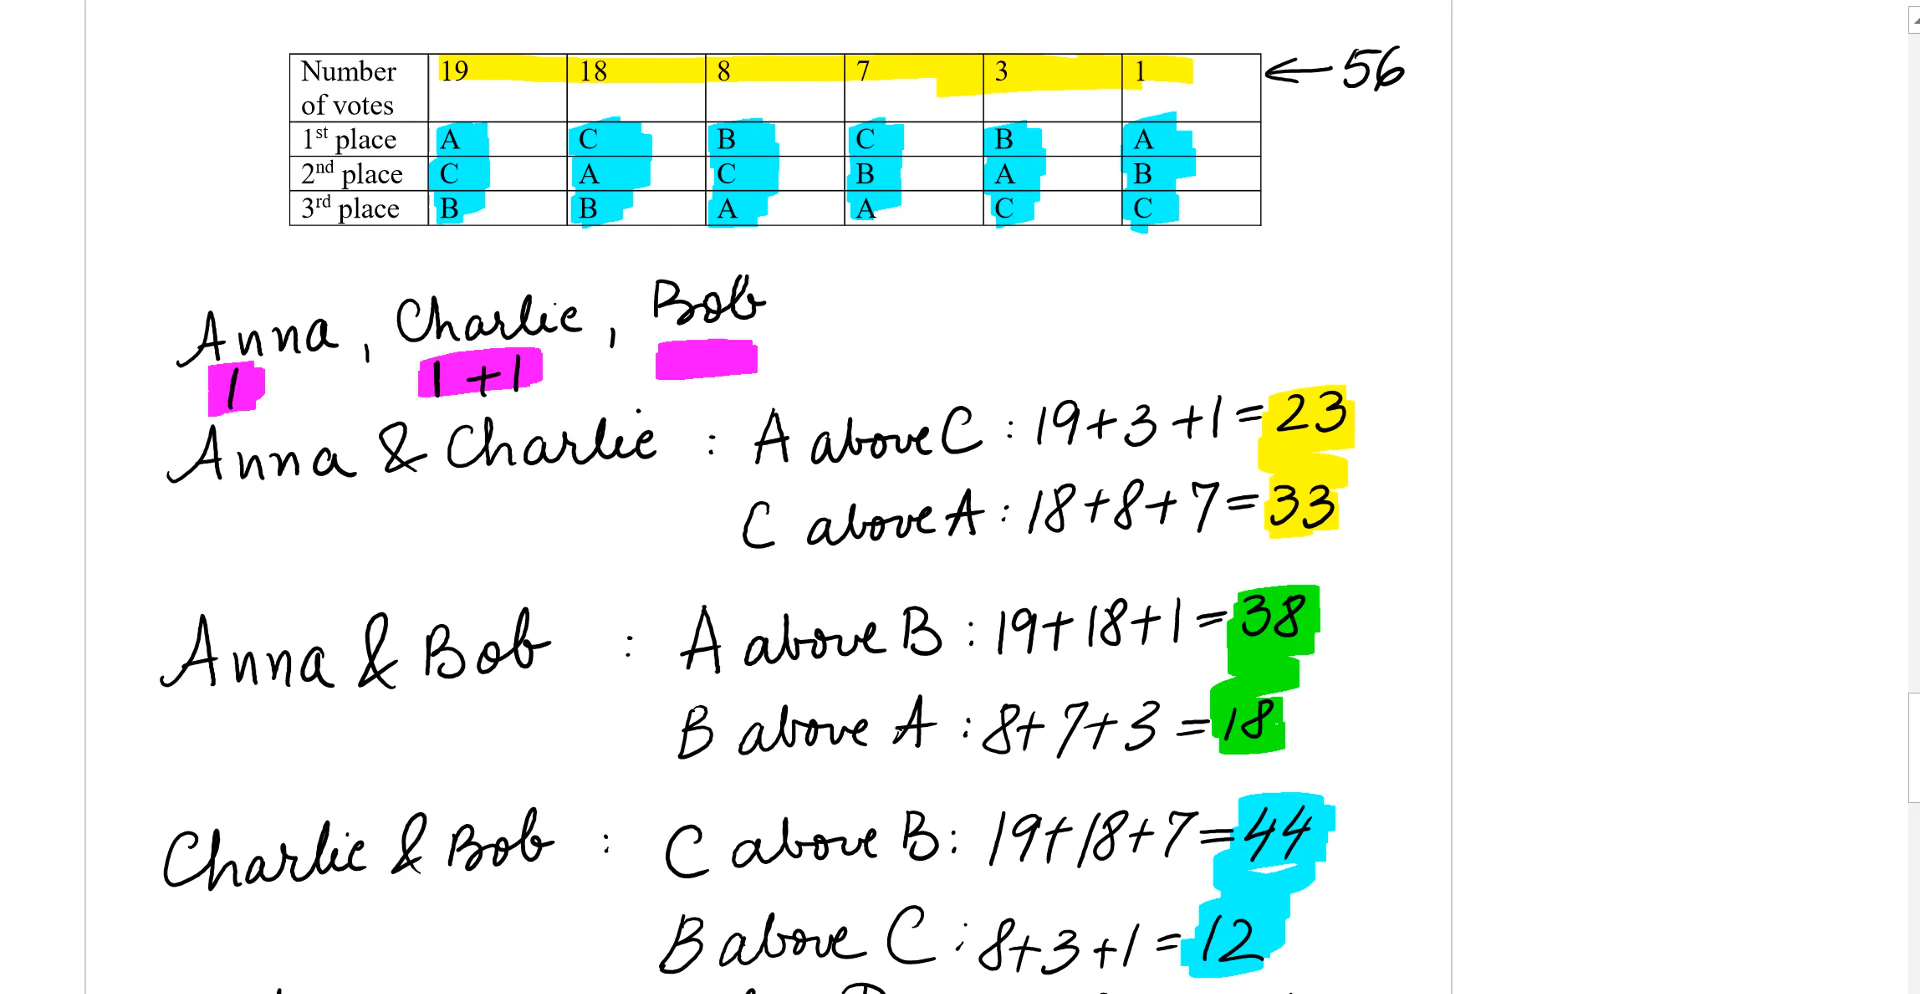 Number of votes 19 18 8 7 3 1 ← 56
1st place A C B C B A
2nd place C A C B A B
3rd place B B A A C C
Anna, Charlie, Bob
1 1+1
Anna & Charlie : A above C : 19+3+1=23
C above A : 18+8+7=33
Anna & Bob : A above B : 19+18+1=38
B above A : 8+7+3=18
Charlie & Bob : C above B : 19+18+7=44
B above C : 8+3+1=12